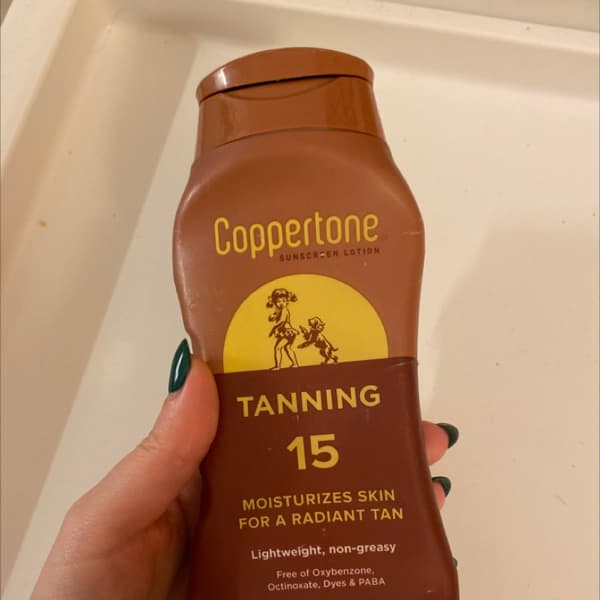 Coppertone
SUNSCREEN LOTION
TANNING
15
MOISTURIZES SKIN
FOR A RADIANT TAN
Lightweight, non-greasy
Free of Oxybenzone,
Octinoxate, Dyes & PABA